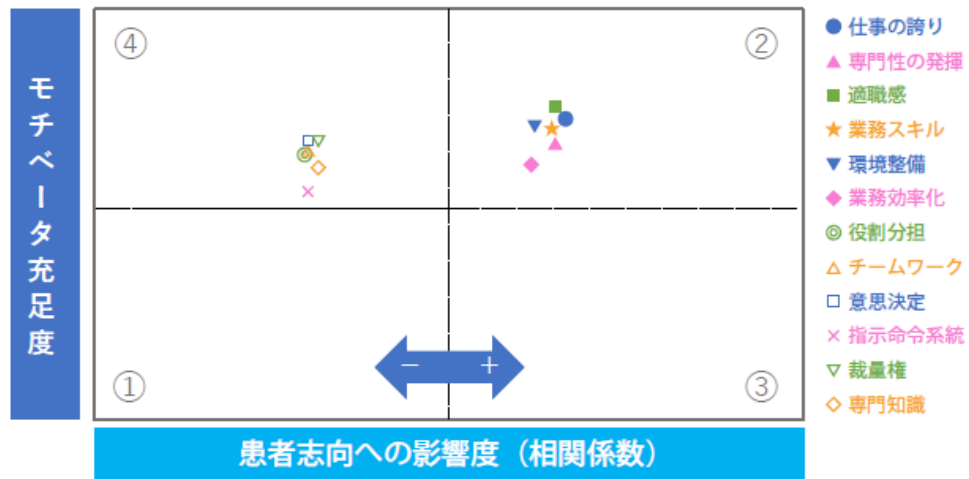 モチベータ充足度
④
②
①
③
－
＋
患者志向への影響度（相関係数）
仕事の誇り
専門性の発揮
適職感
業務スキル
環境整備
業務効率化
役割分担
チームワーク
意思決定
指示命令系統
裁量権
専門知識